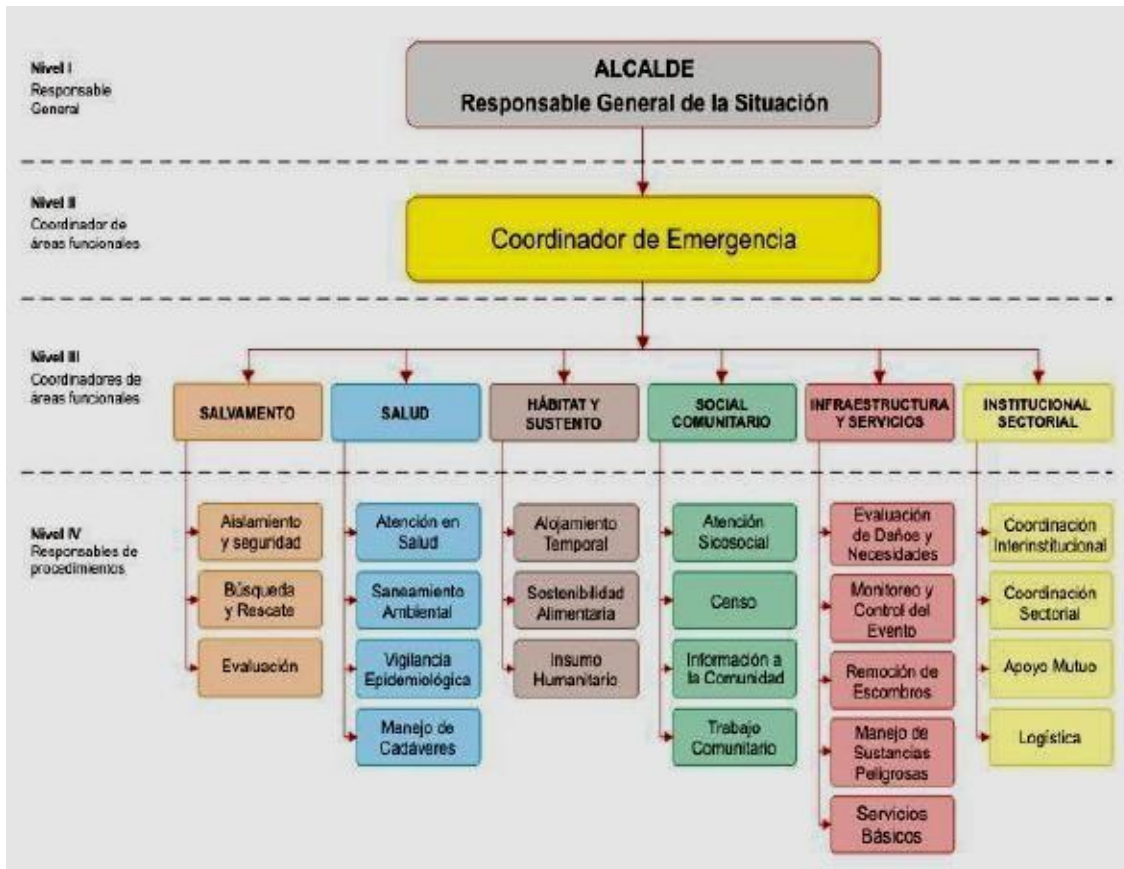 Nivel I
Responsable
General
ALCALDE
Responsable General de la Situación
Nivel II
Coordinador de
áreas funcionales
Coordinador de Emergencia
Nivel III
Coordinadores de
áreas funcionales
SALVAMENTO
SALUD
HÁBITAT Y
SUSTENTO
SOCIAL
COMUNITARIO
INFRAESTRUCTURA
Y SERVICIOS
INSTITUCIONAL
SECTORIAL
Nivel IV
Responsables de
procedimientos
Aislamiento
y seguridad
Búsqueda
y Rescate
Evaluación
Atención en
Salud
Saneamiento
Ambiental
Vigilancia
Epidemiológica
Manejo de
Cadáveres
Alojamiento
Temporal
Sostenibilidad
Alimentaria
Insumo
Humanitario
Atención
Sicosocial
Censo
Información a
la Comunidad
Trabajo
Comunitario
Evaluación
de Daños y
Necesidades
Monitoreo y
Control del
Evento
Remoción de
Escombros
Manejo de
Sustancias
Peligrosas
Servicios
Básicos
Coordinación
Interinstitucional
Coordinación
Sectorial
Apoyo Mutuo
Logística